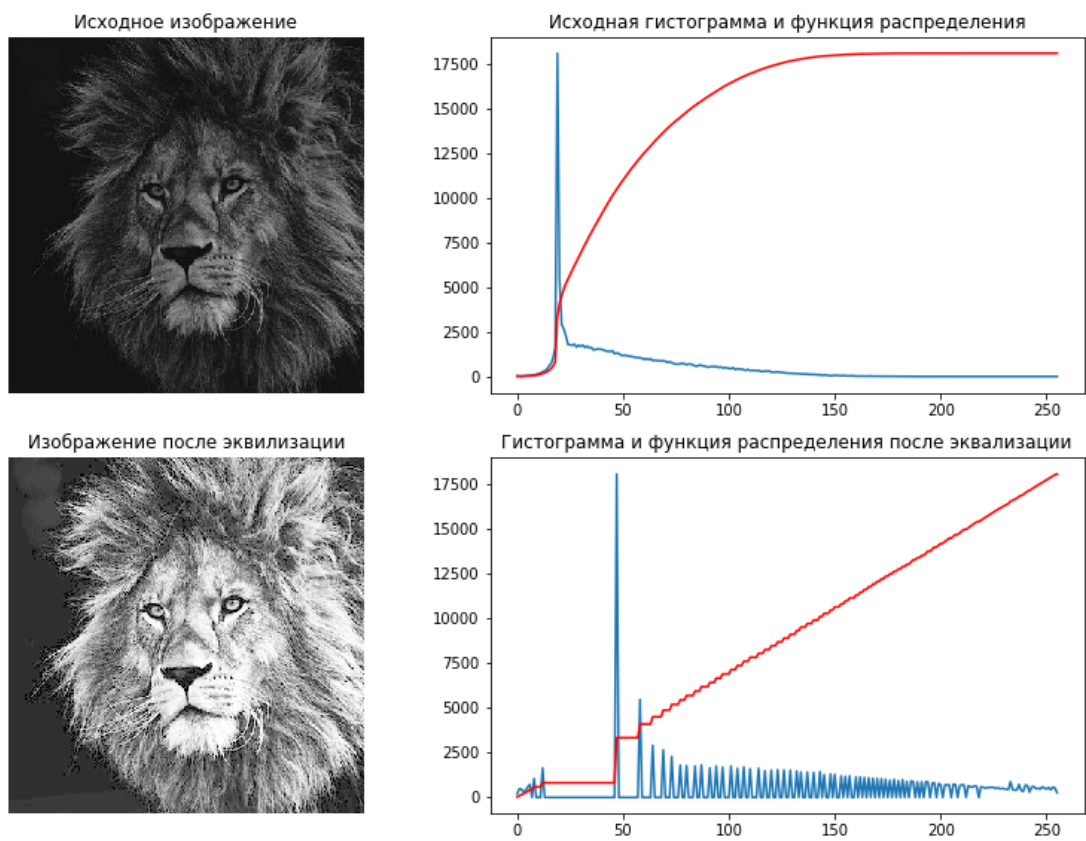 Исходное изображение
Исходная гистограмма и функция распределения
17500
15000
12500
10000
7500
5000
2500
0
0 50 100 150 200 250
Изображение после эквилизации
Гистограмма и функция распределения после эквализации
17500
15000
12500
10000
7500
5000
2500
0
0 50 100 150 200 250